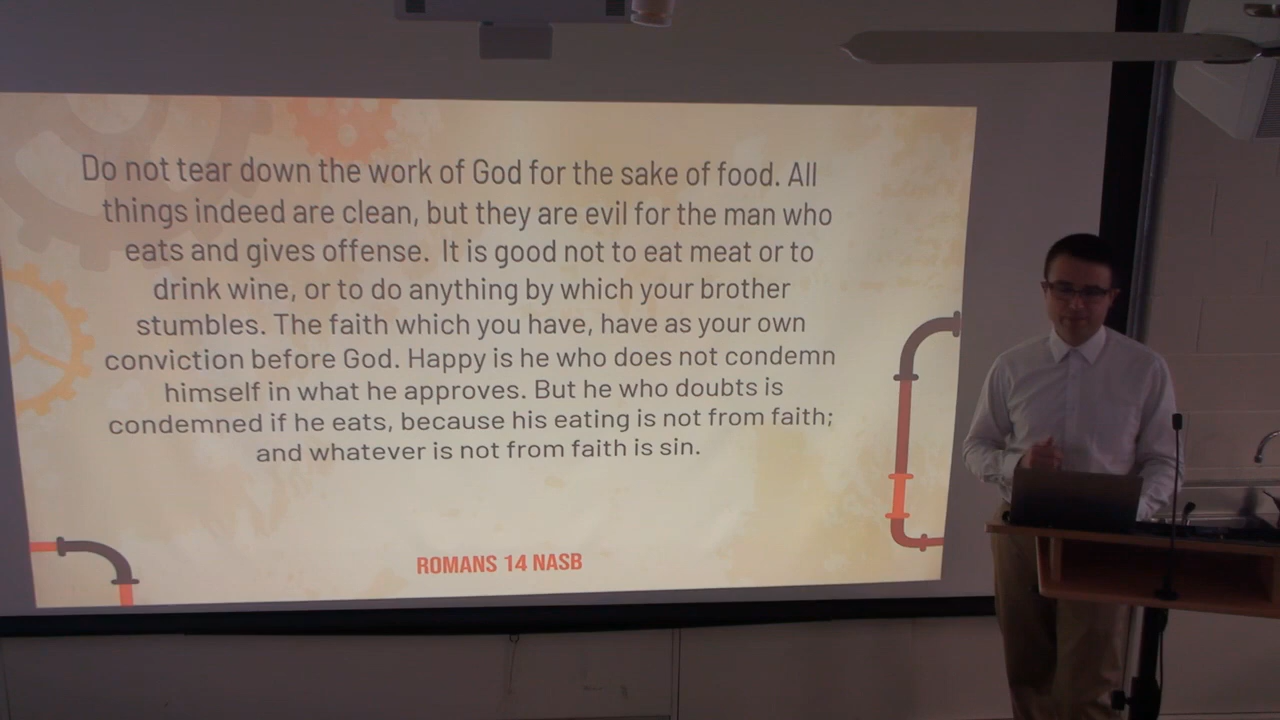 Do not tear down the work of God for the sake of food. All
things indeed are clean, but they are evil for the man who
eats and gives offense. It is good not to eat meat or to
drink wine, or to do anything by which your brother
stumbles. The faith which you have, have as your own
conviction before God. Happy is he who does not condemn
himself in what he approves. But he who doubts is
condemned if he eats, because his eating is not from faith;
and whatever is not from faith is sin.
ROMANS 14 NASB